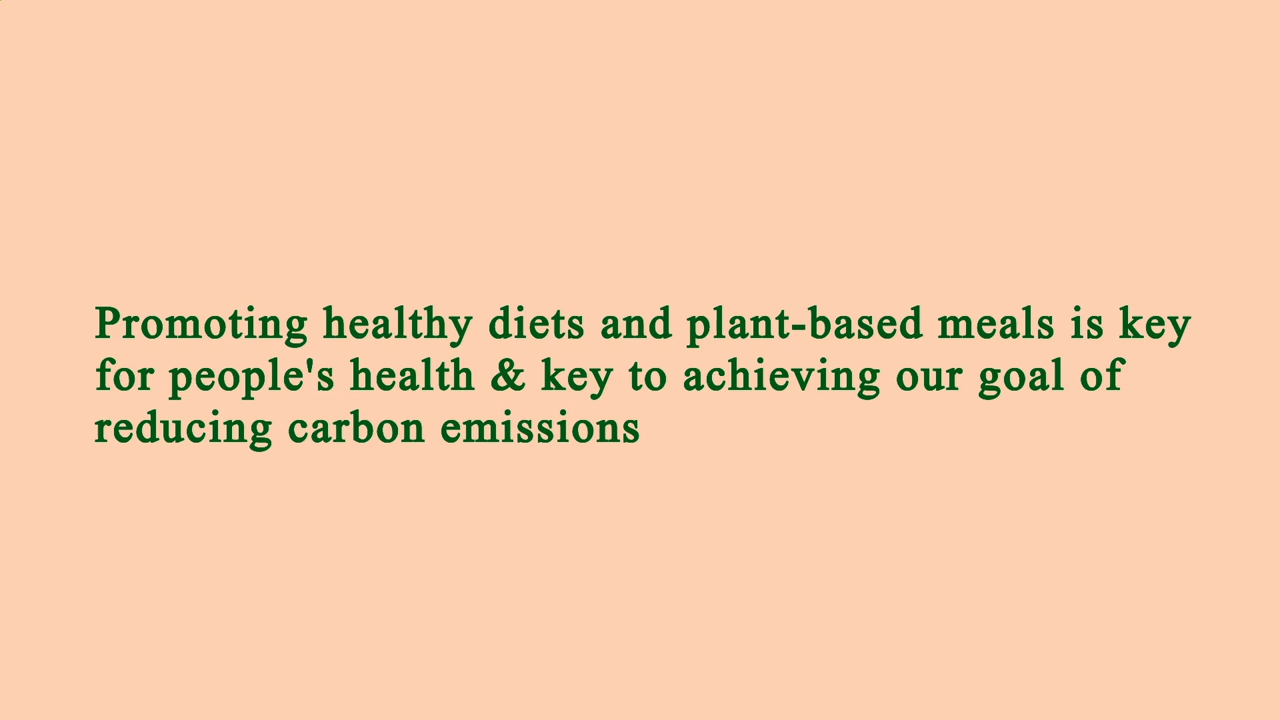 Promoting healthy diets and plant-based meals is key
for people's health & key to achieving our goal of
reducing carbon emissions